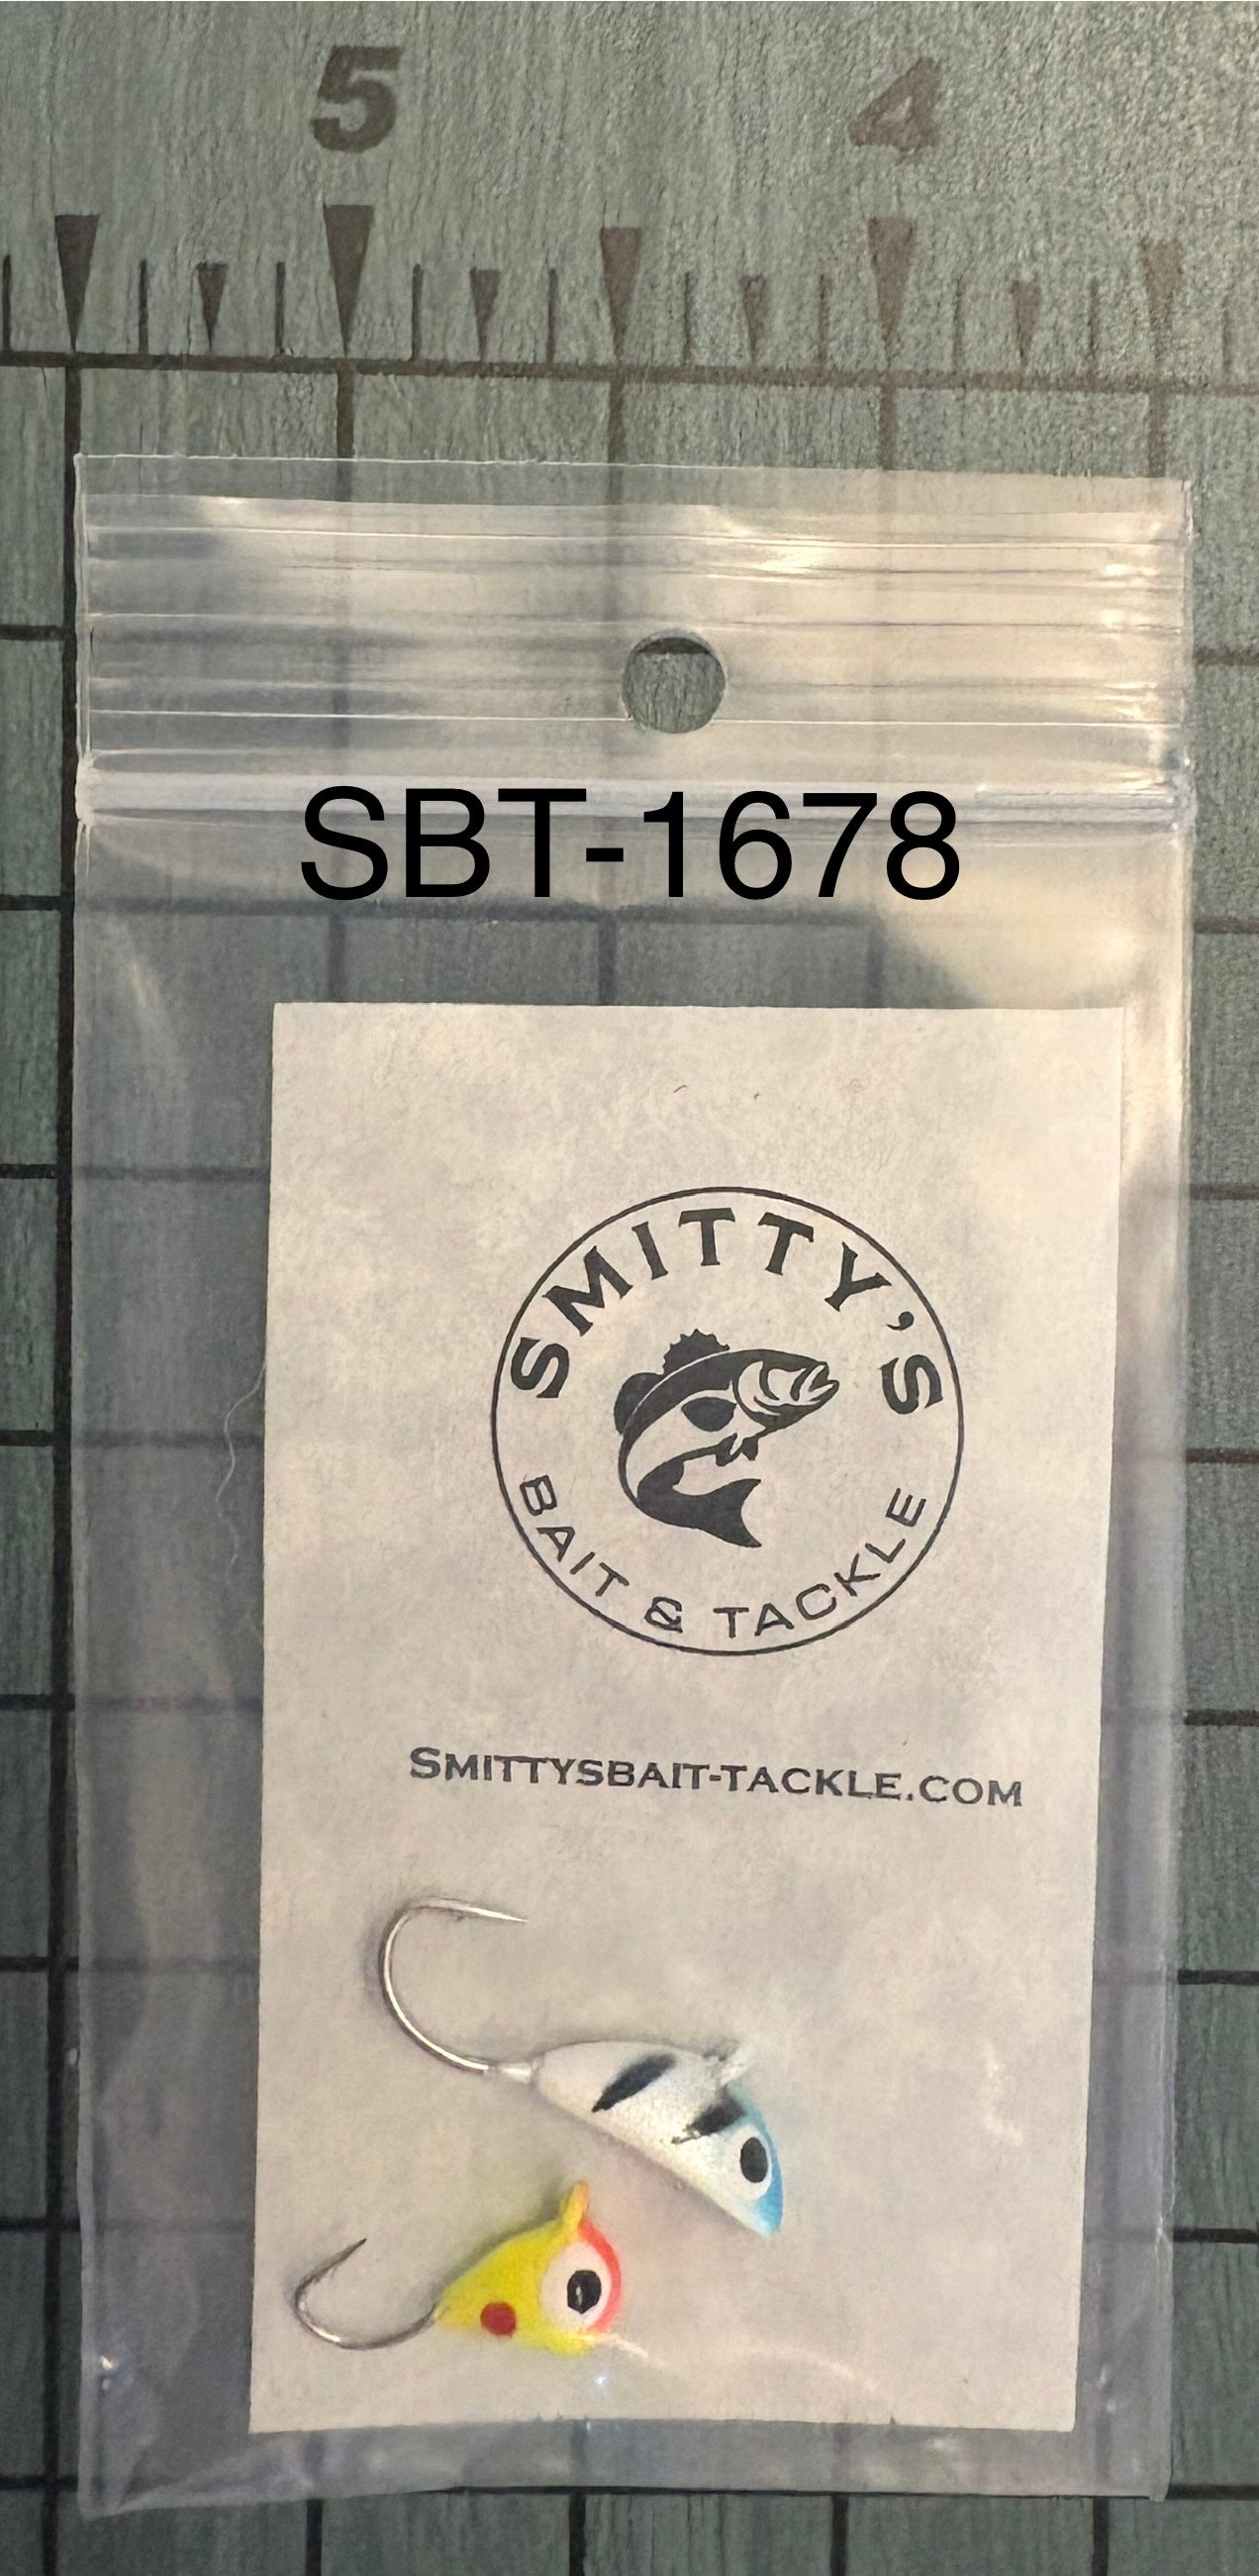 5 4
SBT-1678
SMITTY'S
BAIT & TACKLE
SMITTYSBAIT-TACKLE.COM